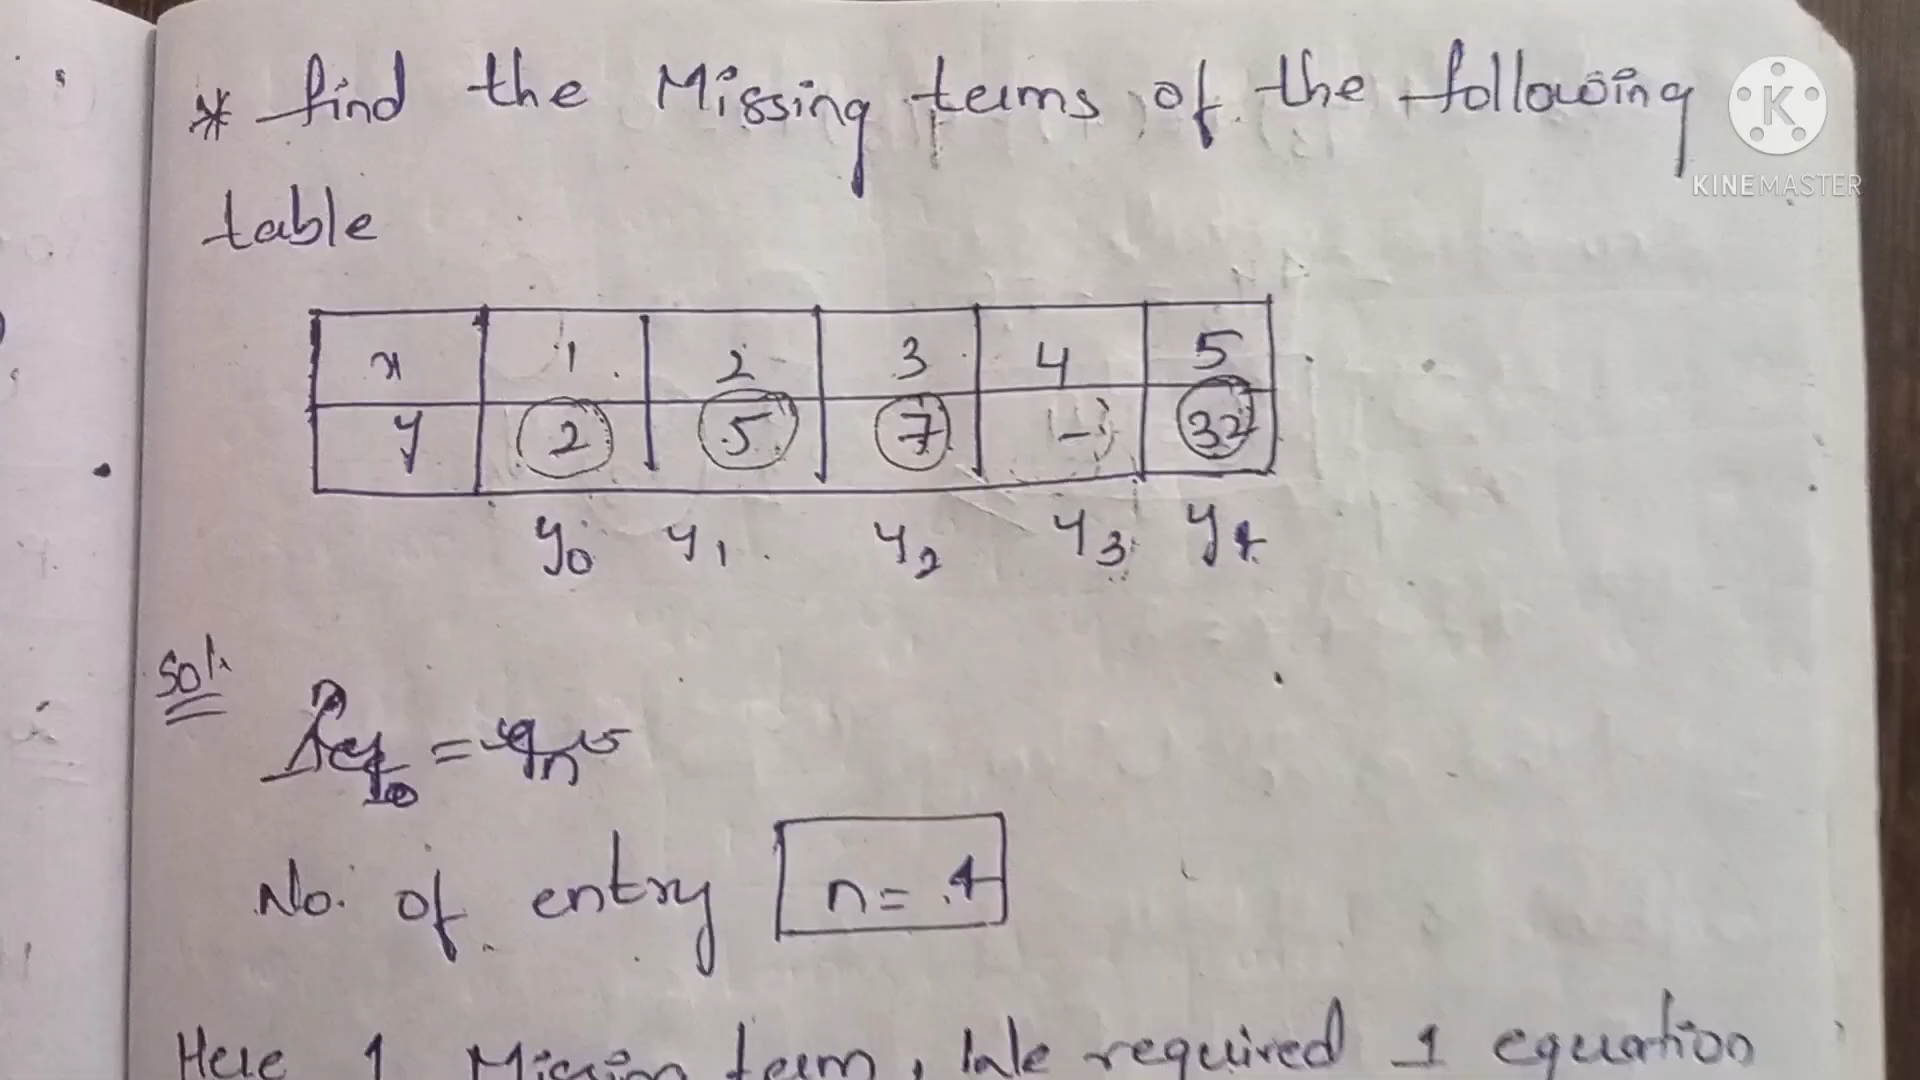 * find the Missing terms of the following
table
x 1 2 3 4 5
y 2 5 7 - 32
y0 y1 y2 y3 y4
Sol:
No. of entry n = 4
Here 1 Missing term, We required 1 equation
K
KINEMASTER